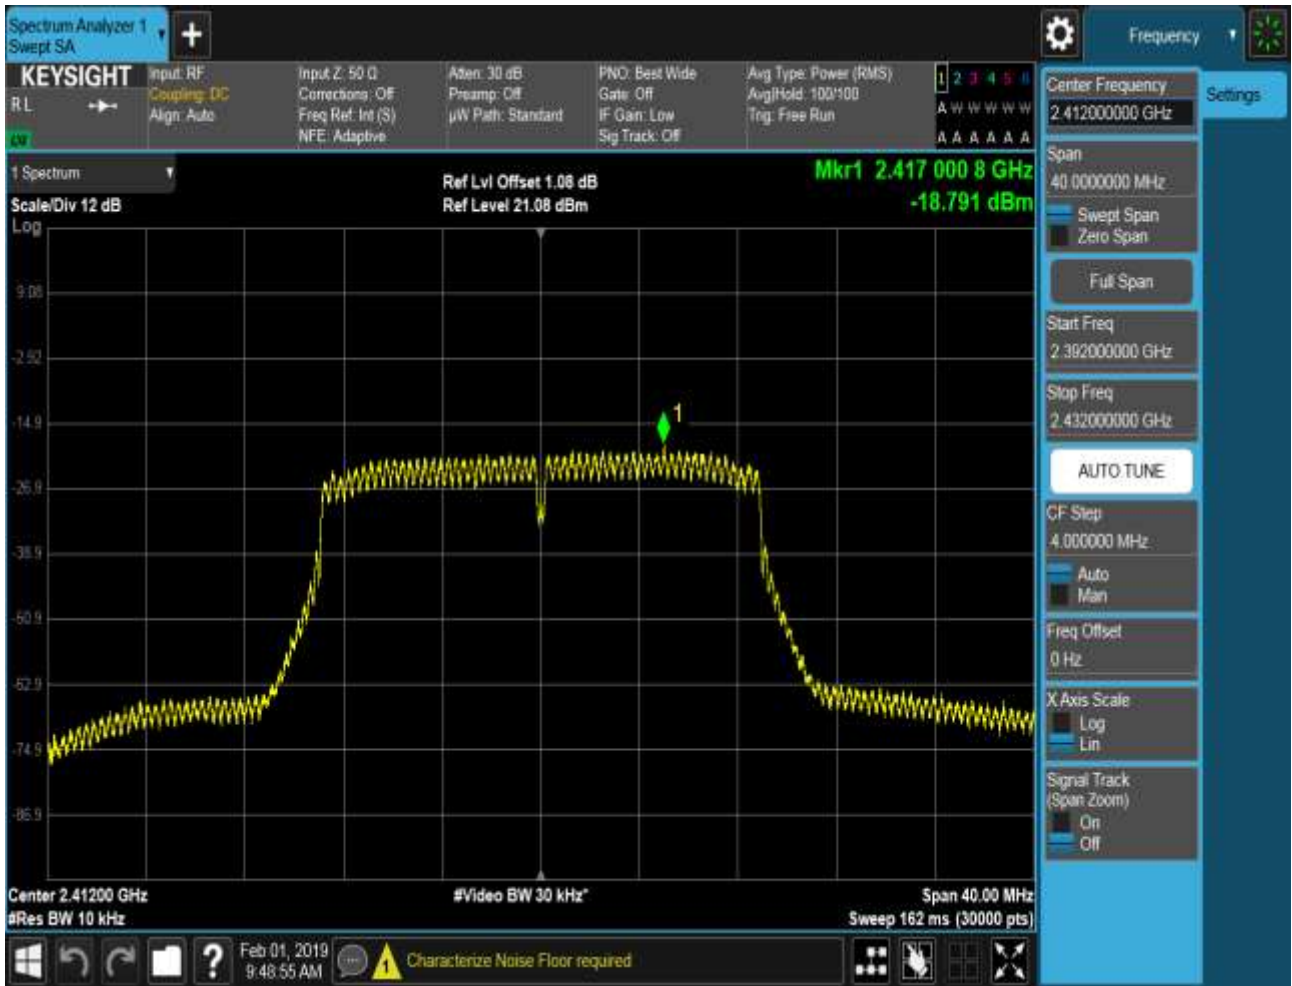 Spectrum Analyzer 1
Swept SA
+
Frequency
KEYSIGHT
RL
Input: RF
Coupling: DC
Align: Auto
Input Z: 50 Ω
Corrections: Off
Freq Ref: Int (S)
NFE: Adaptive
Atten: 30 dB
Preamp: Off
µW Path: Standard
PNO: Best Wide
Gate: Off
IF Gain: Low
Sig Track: Off
Avg Type: Power (RMS)
Avg|Hold: 100/100
Trig: Free Run
1 2 3 4 5 6
A W W W W W
A A A A A A
1 Spectrum
Scale/Div 12 dB
Log
Ref Lvl Offset 1.08 dB
Ref Level 21.08 dBm
Mkr1 2.417 000 8 GHz
-18.791 dBm
9.08
-2.92
-14.9
-26.9
-38.9
-50.9
-62.9
-74.9
-86.9
1
Center 2.41200 GHz
#Res BW 10 kHz
#Video BW 30 kHz*
Span 40.00 MHz
Sweep 162 ms (30000 pts)
Center Frequency
2.412000000 GHz
Settings
Span
40.0000000 MHz
Swept Span
Zero Span
Full Span
Start Freq
2.392000000 GHz
Stop Freq
2.432000000 GHz
AUTO TUNE
CF Step
4.000000 MHz
Auto
Man
Freq Offset
0 Hz
X Axis Scale
Log
Lin
Signal Track
(Span Zoom)
On
Off
?
Feb 01, 2019
9:48:55 AM
1
Characterize Noise Floor required